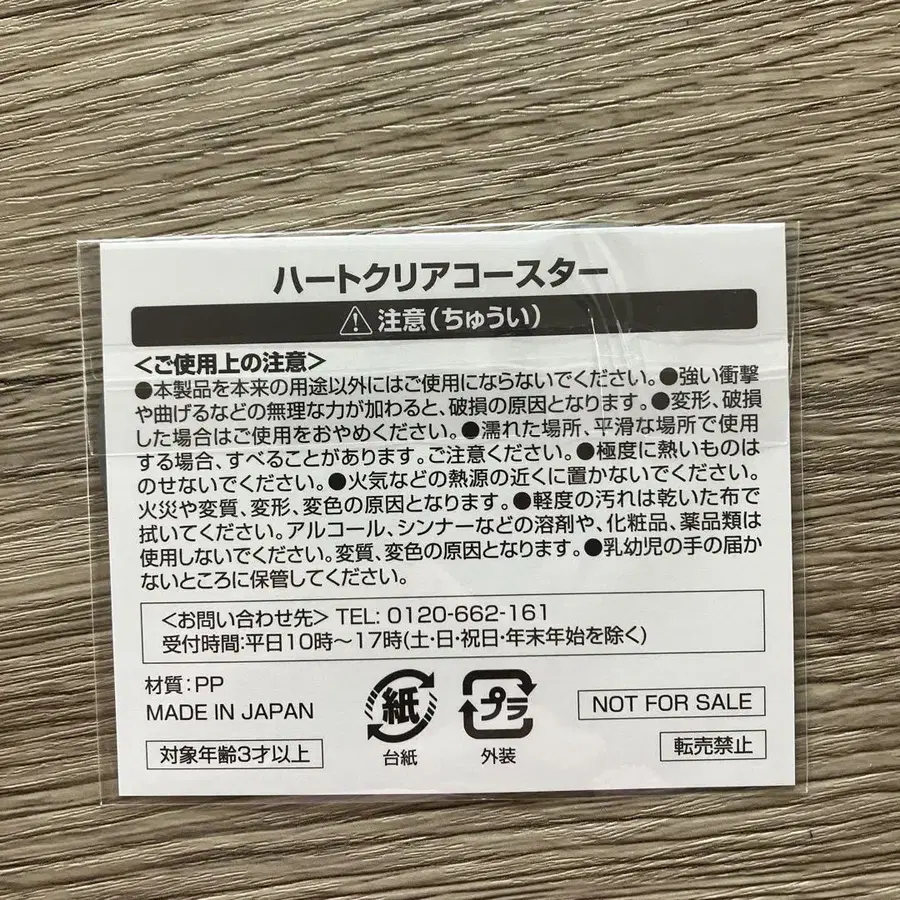 ハートクリアコースター
注意(ちゅうい)
<ご使用上の注意>
●本製品を本来の用途以外にはご使用にならないでください。●強い衝撃
や曲げるなどの無理な力が加わると、破損の原因となります。●変形、破損
した場合はご使用をおやめください。●濡れた場所、平滑な場所で使用
する場合、すべることがあります。ご注意ください。●極度に熱いものは
のせないでください。●火気などの熱源の近くに置かないでください。
火災や変質、変形、変色の原因となります。●軽度の汚れは乾いた布で
拭いてください。アルコール、シンナーなどの溶剤や、化粧品、薬品類は
使用しないでください。変質、変色の原因となります。●乳幼児の手の届か
ないところに保管してください。
<お問い合わせ先> TEL: 0120-662-161
受付時間:平日10時〜17時(土・日・祝日・年末年始を除く)
材質:PP
MADE IN JAPAN
対象年齢3才以上
紙
台紙
プラ
外装
NOT FOR SALE
転売禁止